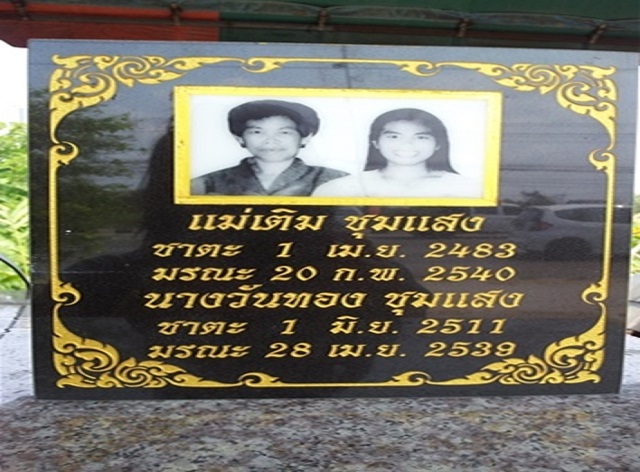 แม่เติม ชุมแสง
ชาตะ 1 เม.ย. 2483
มรณะ 20 ก.พ. 2540
นางวันทอง ชุมแสง
ชาตะ 1 มิ.ย. 2511
มรณะ 28 เม.ย. 2539